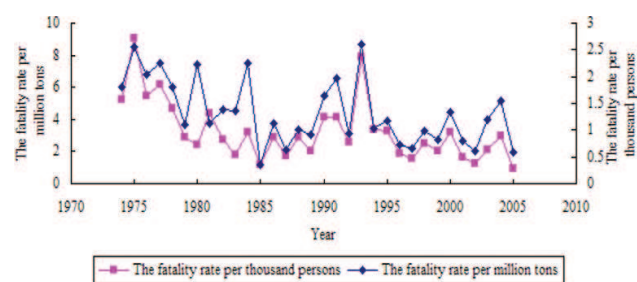 The fatality rate per
million tons
10
8
6
4
2
0
3
2.5
2
1.5
1
0.5
0
The fatality rate per
thousand persons
1970 1975 1980 1985 1990 1995 2000 2005 2010
Year
The fatality rate per thousand persons The fatality rate per million tons